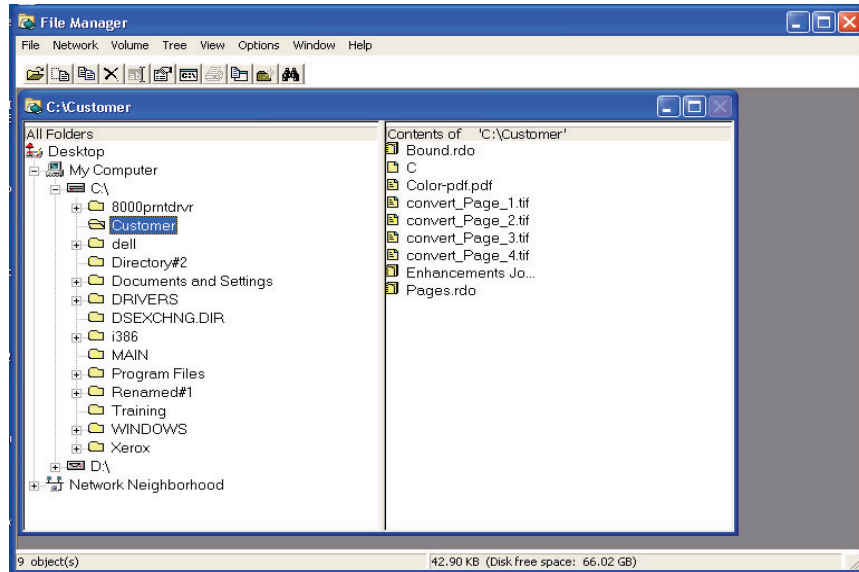 File Manager
File Network Volume Tree View Options Window Help
C:\Customer
All Folders
Desktop
My Computer
C:\
8000prntdrvr
Customer
dell
Directory#2
Documents and Settings
DRIVERS
DSEXCHNG.DIR
i386
MAIN
Program Files
Renamed#1
Training
WINDOWS
Xerox
D:\
Network Neighborhood
Contents of 'C:\Customer'
Bound.rdo
C
Color-pdf.pdf
convert_Page_1.tif
convert_Page_2.tif
convert_Page_3.tif
convert_Page_4.tif
Enhancements Jo...
Pages.rdo
9 object(s)
42.90 KB (Disk free space: 66.02 GB)